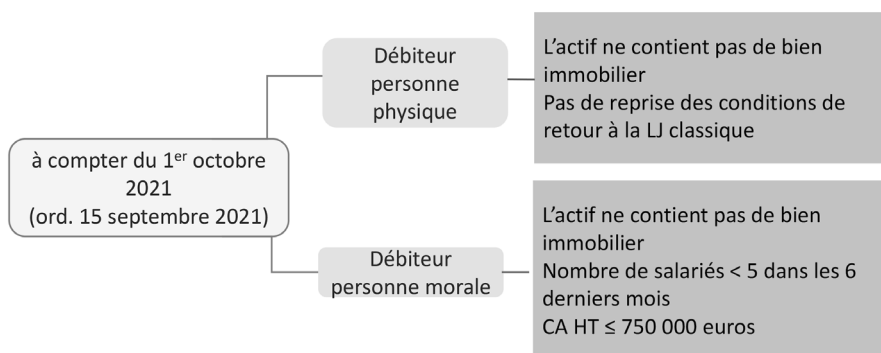 à compter du 1er octobre
2021
(ord. 15 septembre 2021)
Débiteur
personne
physique
L’actif ne contient pas de bien
immobilier
Pas de reprise des conditions de
retour à la LJ classique
Débiteur
personne morale
L’actif ne contient pas de bien
immobilier
Nombre de salariés < 5 dans les 6
derniers mois
CA HT ≤ 750 000 euros